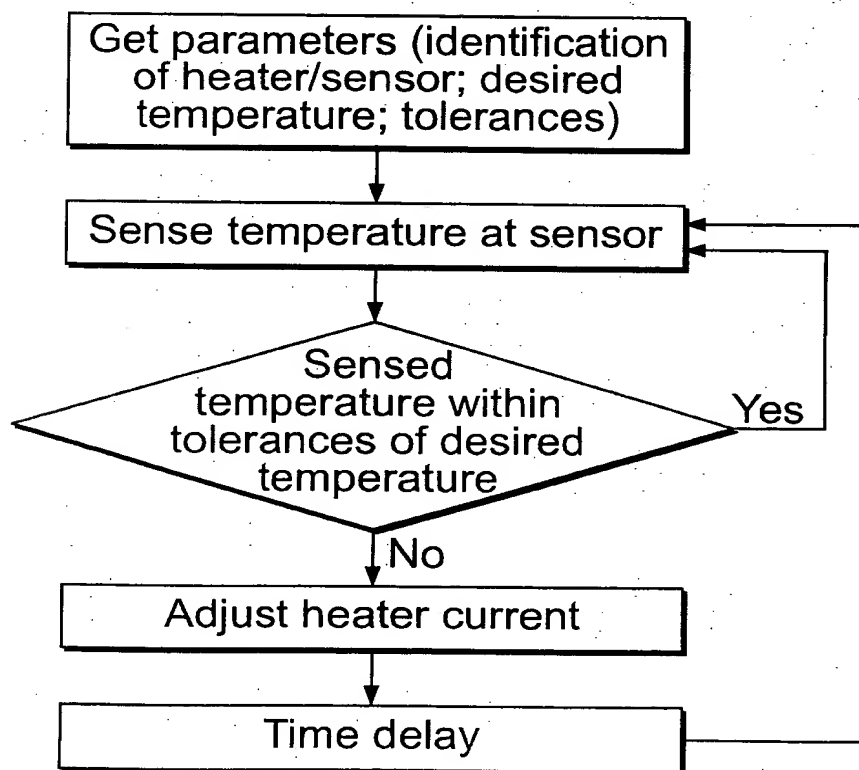 Get parameters (identification
of heater/sensor; desired
temperature; tolerances)
Sense temperature at sensor
Sensed
temperature within
tolerances of desired
temperature
Yes
No
Adjust heater current
Time delay